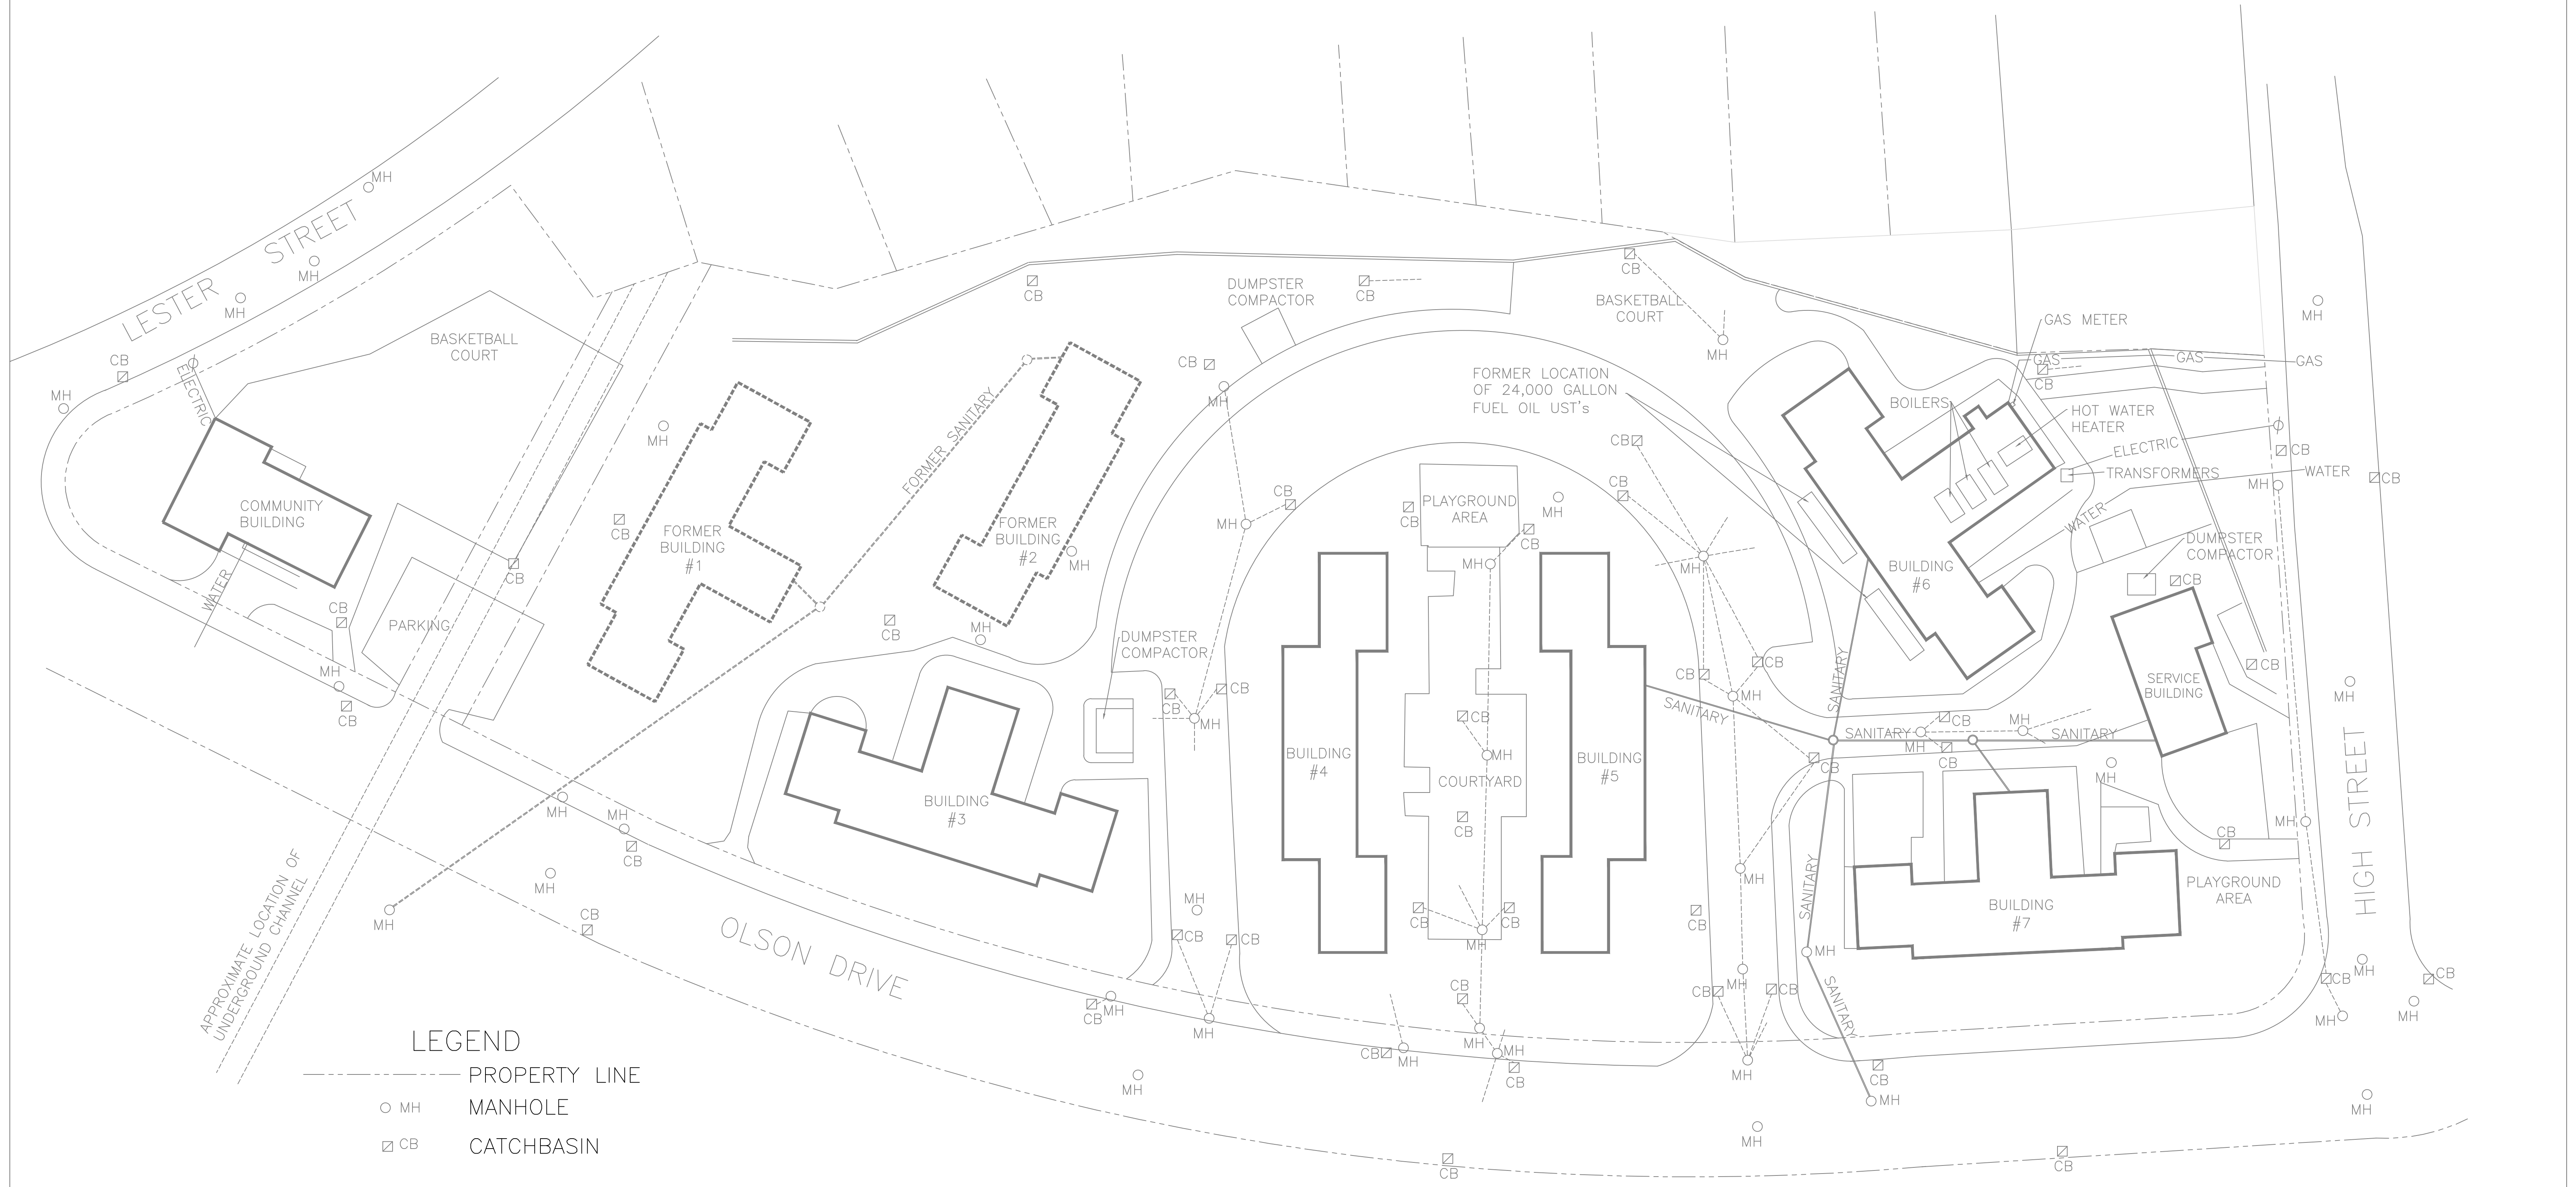 MH
LESTER STREET
MH
MH
CB
MH
ELECTRIC
BASKETBALL
COURT
COMMUNITY
BUILDING
WATER
CB
CB
PARKING
MH
CB
MH
CB
FORMER
BUILDING
#1
FORMER SANITARY
FORMER
BUILDING
#2
MH
CB
MH
CB
DUMPSTER
COMPACTOR
CB
CB
MH
MH
CB
DUMPSTER
COMPACTOR
CB
CB
MH
BUILDING
#3
MH
MH
CB
MH
CB
MH
APPROXIMATE LOCATION OF
UNDERGROUND CHANNEL
OLSON DRIVE
MH
CB
CB
CB
MH
MH
MH
CB
BASKETBALL
COURT
MH
FORMER LOCATION
OF 24,000 GALLON
FUEL OIL UST's
CB
CB
MH
CB
PLAYGROUND
AREA
MH
CB
MH
BUILDING
#4
CB
MH
COURTYARD
CB
BUILDING
#5
CB
CB
MH
CB
MH
CB
MH
CB
CB
MH
CB
MH
CB
MH
SANITARY
SANITARY
CB
CB
MH
CB
MH
CB
MH
CB
CB
MH
MH
GAS METER
GAS
GAS
GAS
CB
BOILERS
HOT WATER
HEATER
ELECTRIC
TRANSFORMERS
WATER
WATER
CB
MH
CB
MH
DUMPSTER
COMPACTOR
CB
BUILDING
#6
SERVICE
BUILDING
CB
MH
SANITARY
MH
CB
CB
MH
SANITARY
MH
CB
MH
SANITARY
MH
BUILDING
#7
PLAYGROUND
AREA
HIGH STREET
SANITARY
CB
MH
MH
CB
MH
CB
MH
MH
CB
LEGEND
PROPERTY LINE
MH MANHOLE
CB CATCHBASIN